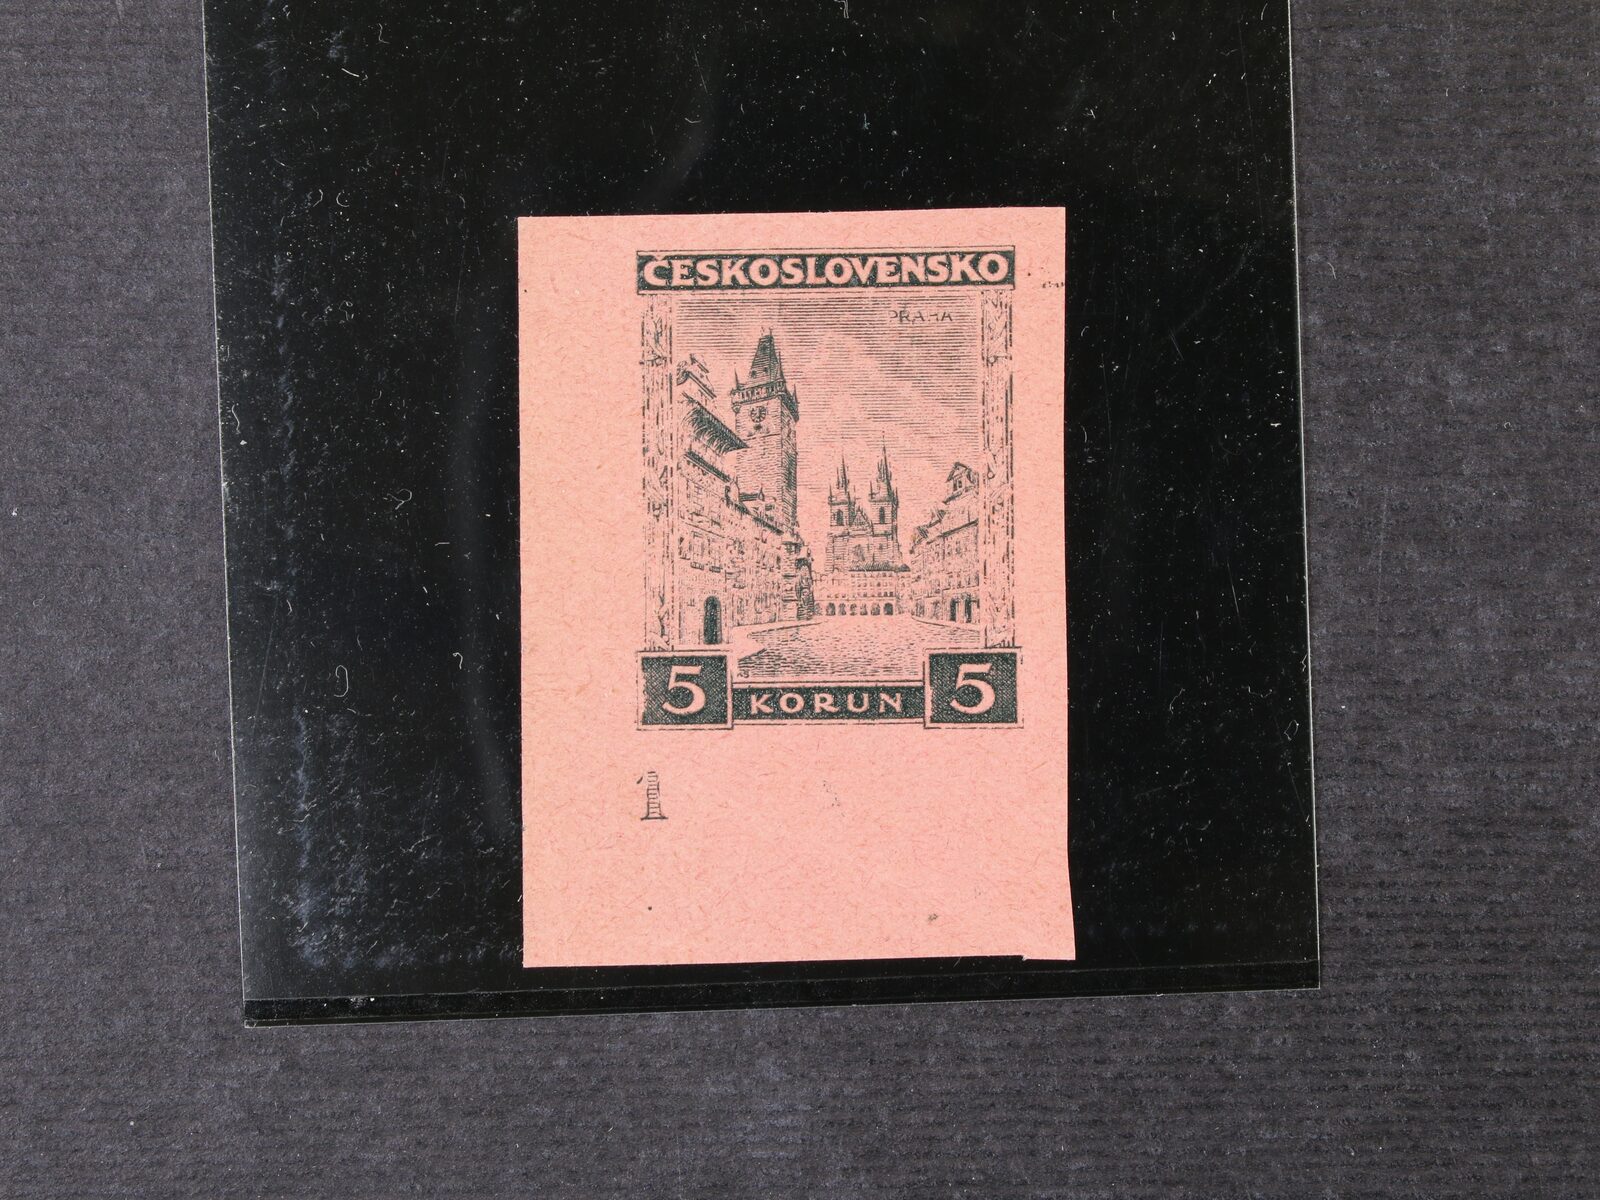 ČESKOSLOVENSKO
PRAHA
5 KORUN 5
1